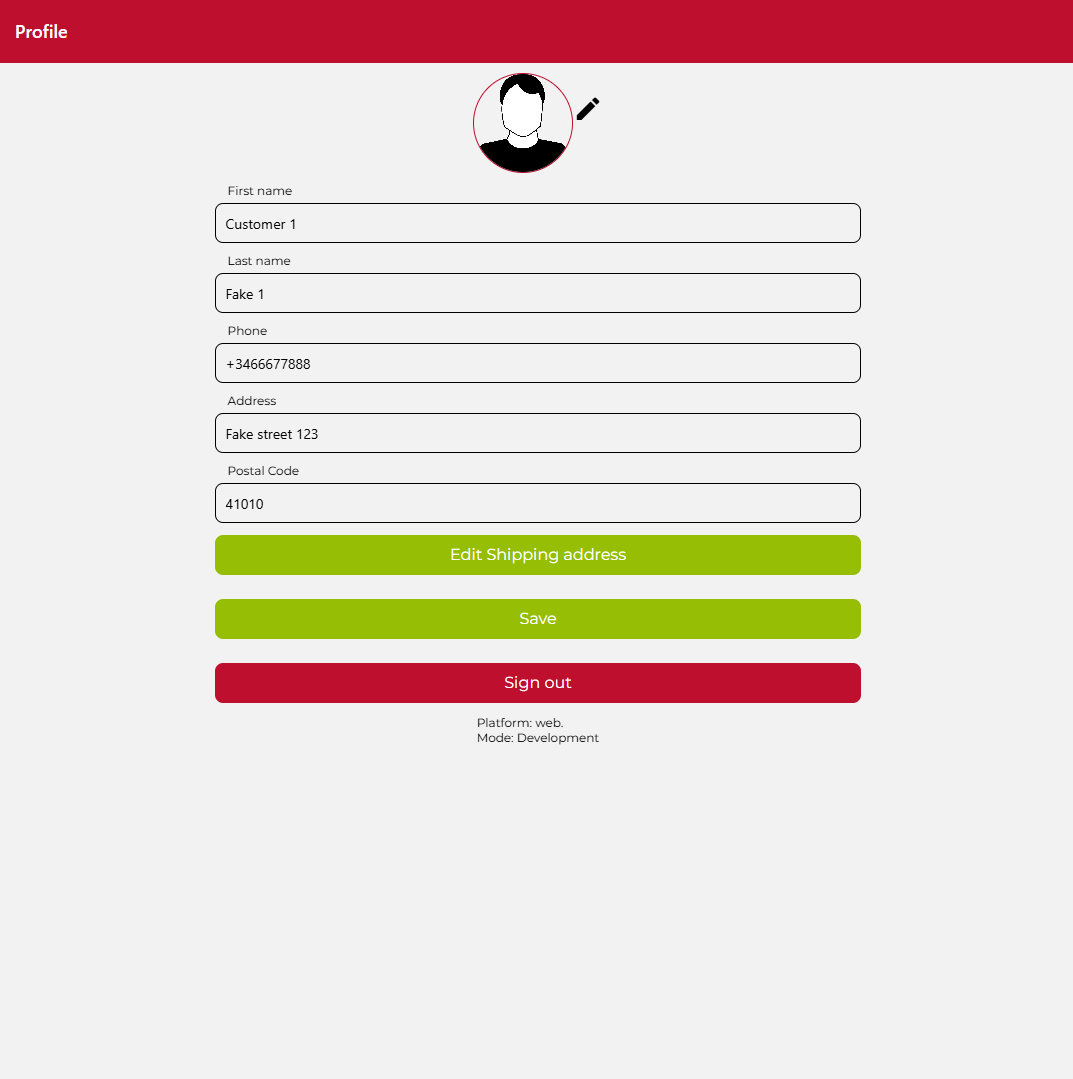 Profile
First name
Customer 1
Last name
Fake 1
Phone
+3466677888
Address
Fake street 123
Postal Code
41010
Edit Shipping address
Save
Sign out
Platform: web.
Mode: Development